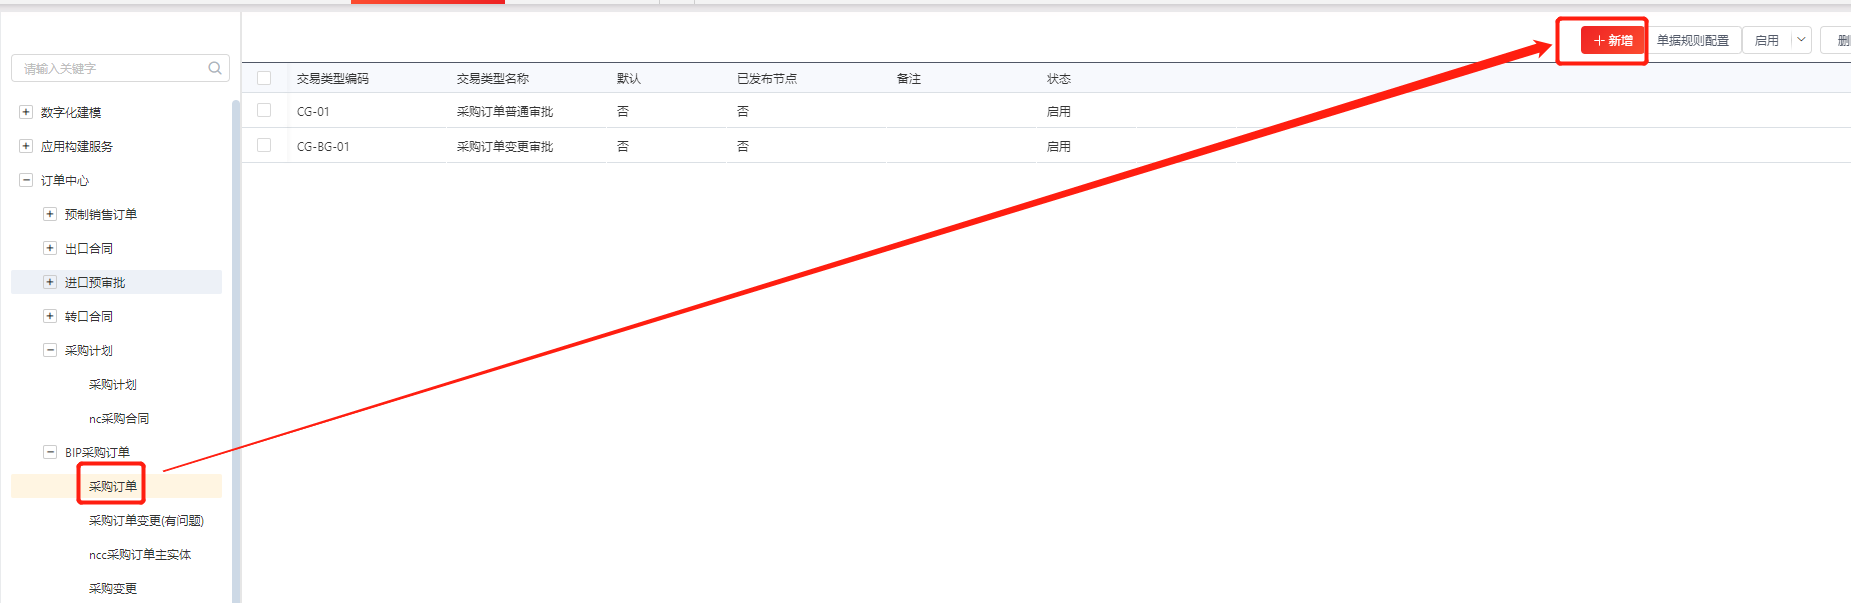 + 新增
单据规则配置
启用
请输入关键字
交易类型编码 交易类型名称 默认 已发布节点 备注 状态
CG-01 采购订单普通审批 否 否 启用
CG-BG-01 采购订单变更审批 否 否 启用
数字化建模
应用构建服务
订单中心
预制销售订单
出口合同
进口预审批
转口合同
采购计划
采购计划
nc采购合同
BIP采购订单
采购订单
采购订单变更(有问题)
ncc采购订单主实体
采购变更